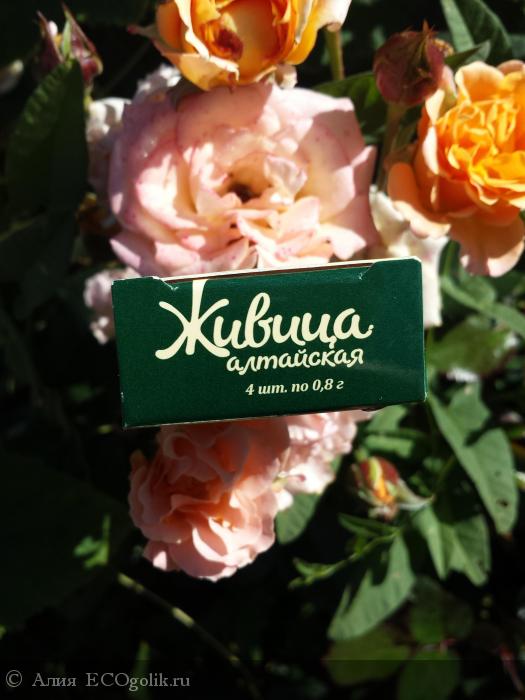 Живица
алтайская
4 шт. по 0,8 г
© Алия ECOgolik.ru